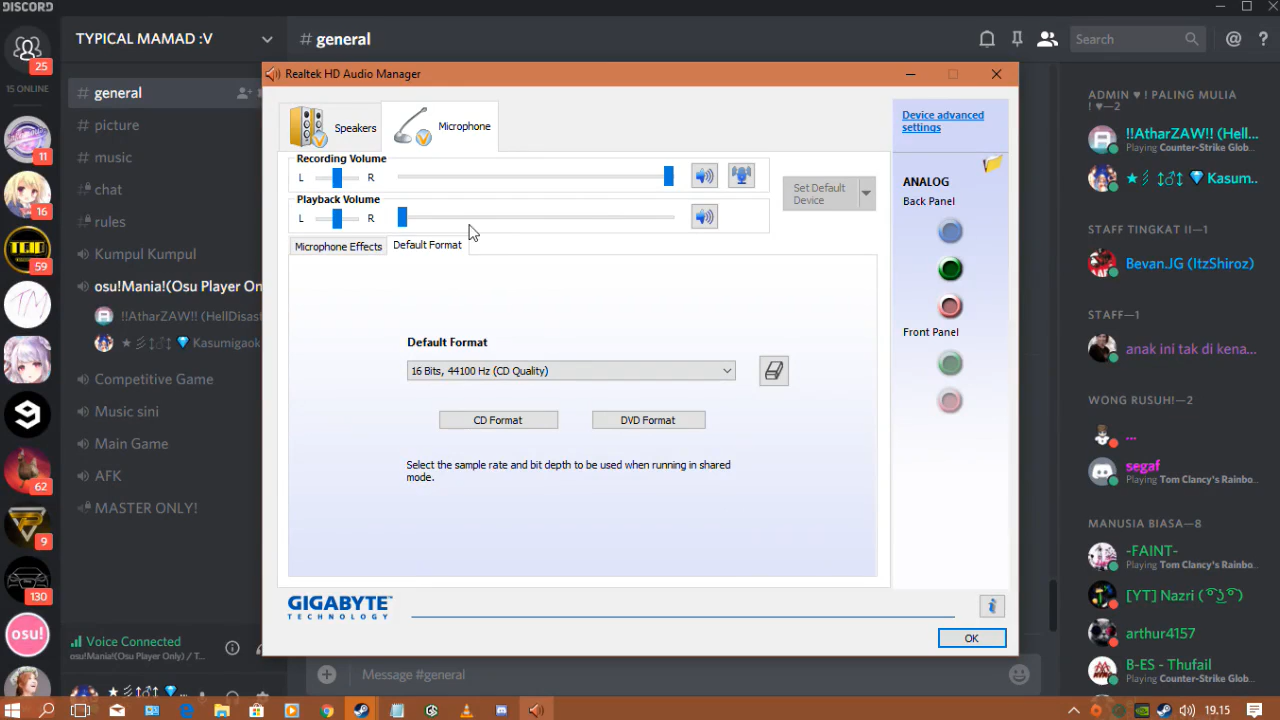 DISCORD
TYPICAL MAMAD :V
# general
Search
25
15 ONLINE
11
16
59
62
9
130
osu!
# general
# picture
# music
# chat
# rules
Kumpul Kumpul
osu!Mania!(Osu Player On
!!AtharZAW!! (HellDisast
Kasumigaok
Competitive Game
Music sini
Main Game
AFK
MASTER ONLY!
Voice Connected
osu!Mania!(Osu Player Only) / T...
Message #general
Realtek HD Audio Manager
Speakers
Microphone
Recording Volume
L R
Playback Volume
L R
Set Default
Device
Microphone Effects
Default Format
Default Format
16 Bits, 44100 Hz (CD Quality)
CD Format
DVD Format
Select the sample rate and bit depth to be used when running in shared
mode.
GIGABYTE
TECHNOLOGY
OK
Device advanced
settings
ANALOG
Back Panel
Front Panel
ADMIN ♥ ! PALING MULIA
! ♥—2
!!AtharZAW!! (Hell...
Playing Counter-Strike Glob...
Kasum..
STAFF TINGKAT II—1
Bevan.JG (ItzShiroz)
STAFF—1
anak ini tak di kena...
WONG RUSUH!—2
...
segaf
Playing Tom Clancy's Rainbo...
MANUSIA BIASA—8
-FAINT-
Playing Tom Clancy's Rainbo...
[YT] Nazri ( ͡° ͜ʖ ͡°)
arthur4157
B-ES - Thufail
Playing Counter-Strike Glob...
19.15